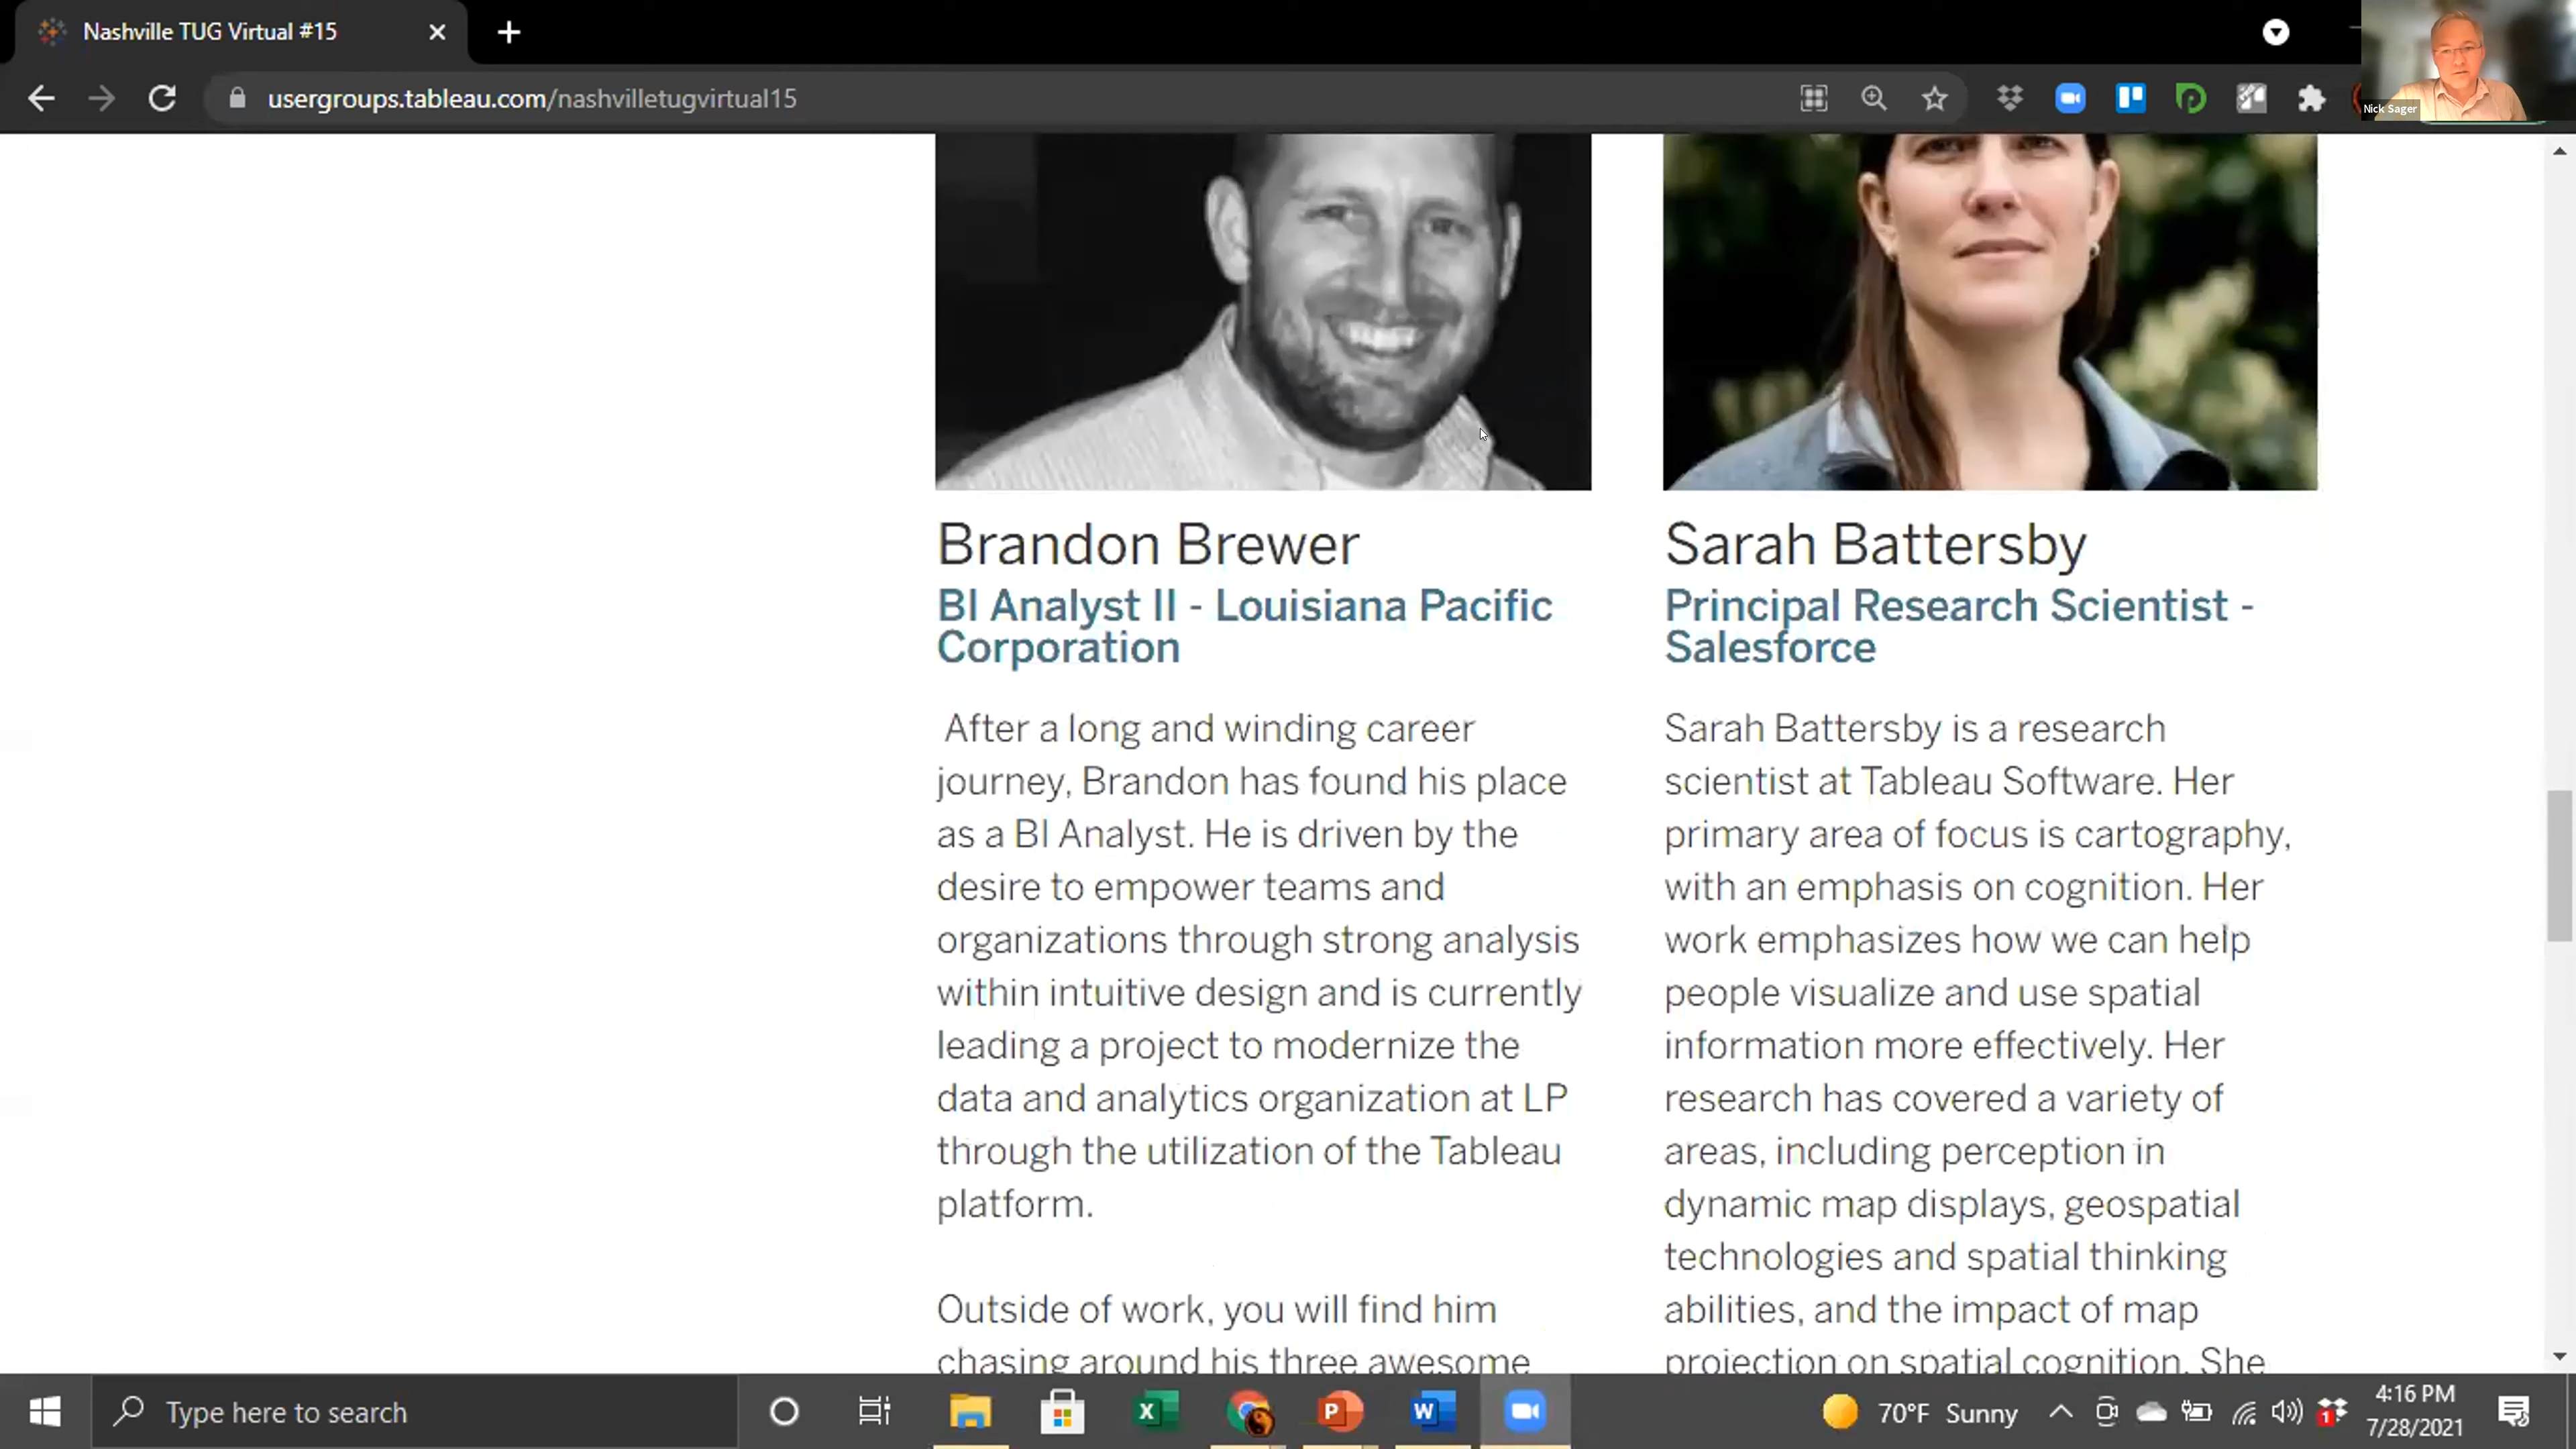 Nashville TUG Virtual #15
usergroups.tableau.com/nashvilletugvirtual15
Nick Sager
Brandon Brewer
BI Analyst II - Louisiana Pacific
Corporation
After a long and winding career
journey, Brandon has found his place
as a BI Analyst. He is driven by the
desire to empower teams and
organizations through strong analysis
within intuitive design and is currently
leading a project to modernize the
data and analytics organization at LP
through the utilization of the Tableau
platform.
Outside of work, you will find him
chasing around his three awesome
Sarah Battersby
Principal Research Scientist -
Salesforce
Sarah Battersby is a research
scientist at Tableau Software. Her
primary area of focus is cartography,
with an emphasis on cognition. Her
work emphasizes how we can help
people visualize and use spatial
information more effectively. Her
research has covered a variety of
areas, including perception in
dynamic map displays, geospatial
technologies and spatial thinking
abilities, and the impact of map
projection on spatial cognition. She
Type here to search
70°F Sunny
4:16 PM
7/28/2021